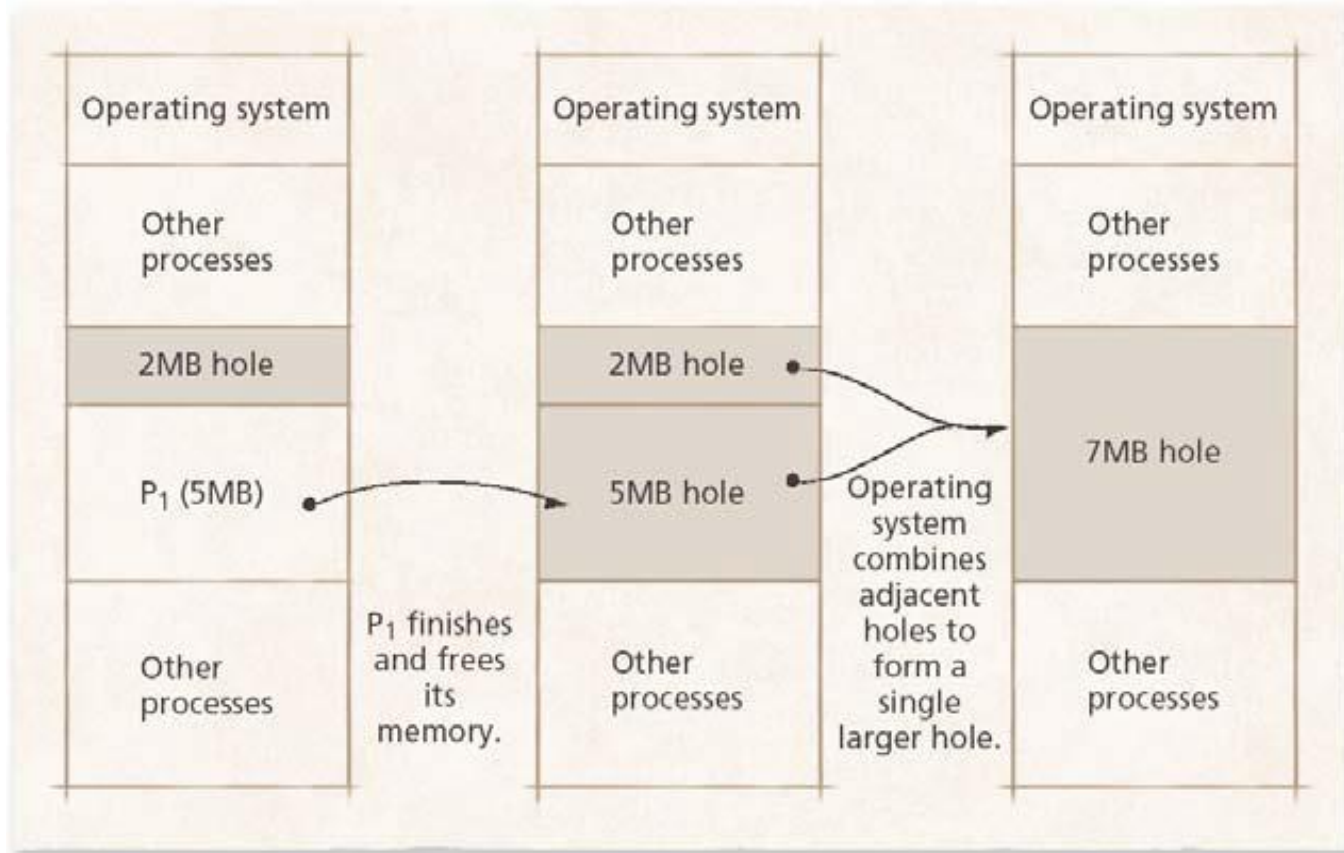 Operating system
Other
processes
2MB hole
P₁ (5MB)
Other
processes
P₁ finishes
and frees
its
memory.
Operating system
Other
processes
2MB hole
5MB hole
Other
processes
Operating
system
combines
adjacent
holes to
form a
single
larger hole.
Operating system
Other
processes
7MB hole
Other
processes